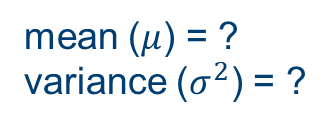 mean (μ) = ?
variance (σ²) = ?